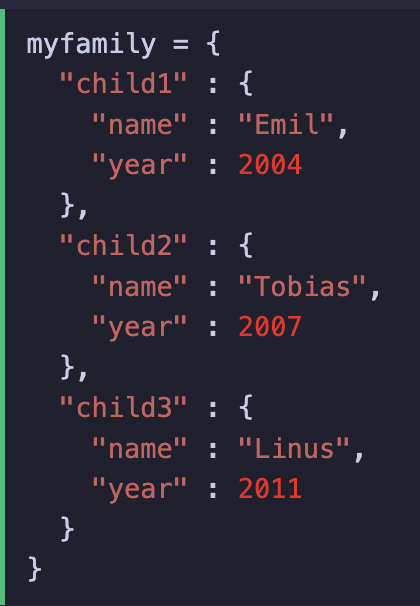 myfamily = {
  "child1" : {
    "name" : "Emil",
    "year" : 2004
  },
  "child2" : {
    "name" : "Tobias",
    "year" : 2007
  },
  "child3" : {
    "name" : "Linus",
    "year" : 2011
  }
}